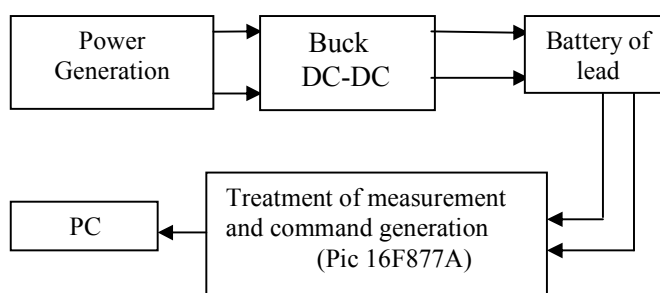 Power
Generation
Buck
DC-DC
Battery of
lead
PC
Treatment of measurement
and command generation
(Pic 16F877A)